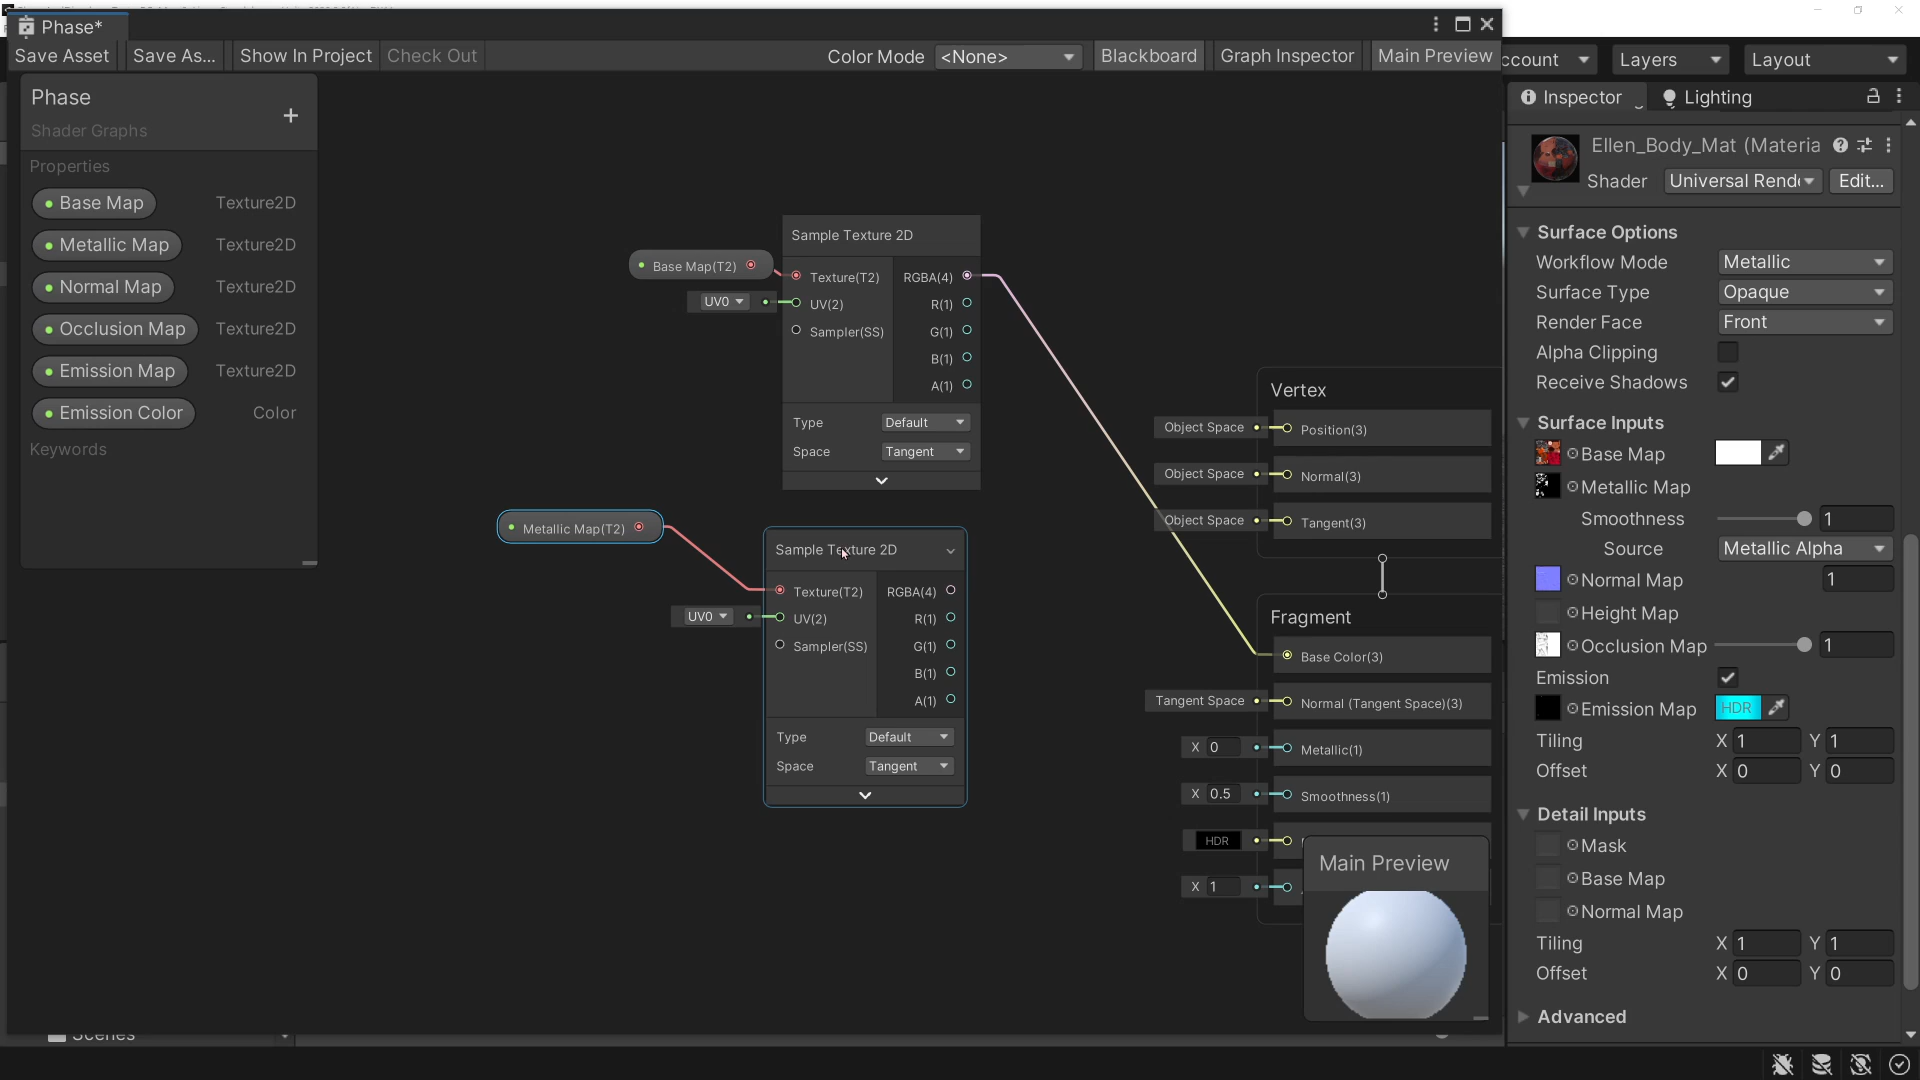 Phase*
Save Asset
Save As...
Show In Project
Check Out
Color Mode
<None>
Blackboard
Graph Inspector
Main Preview
ccount
Layers
Layout
Phase
Shader Graphs
Properties
Base Map Texture2D
Metallic Map Texture2D
Normal Map Texture2D
Occlusion Map Texture2D
Emission Map Texture2D
Emission Color Color
Keywords
Sample Texture 2D
Base Map(T2)
Texture(T2) RGBA(4)
UV0 UV(2) R(1)
Sampler(SS) G(1)
B(1)
A(1)
Type Default
Space Tangent
Metallic Map(T2)
Sample Texture 2D
Texture(T2) RGBA(4)
UV0 UV(2) R(1)
Sampler(SS) G(1)
B(1)
A(1)
Type Default
Space Tangent
Vertex
Object Space Position(3)
Object Space Normal(3)
Object Space Tangent(3)
Fragment
Base Color(3)
Tangent Space Normal (Tangent Space)(3)
X 0 Metallic(1)
X 0.5 Smoothness(1)
HDR
X 1
Main Preview
Inspector
Lighting
Ellen_Body_Mat (Materia
Shader Universal Rend Edit...
Surface Options
Workflow Mode Metallic
Surface Type Opaque
Render Face Front
Alpha Clipping
Receive Shadows
Surface Inputs
Base Map
Metallic Map
Smoothness 1
Source Metallic Alpha
Normal Map 1
Height Map
Occlusion Map 1
Emission
Emission Map HDR
Tiling X 1 Y 1
Offset X 0 Y 0
Detail Inputs
Mask
Base Map
Normal Map
Tiling X 1 Y 1
Offset X 0 Y 0
Advanced
Scenes